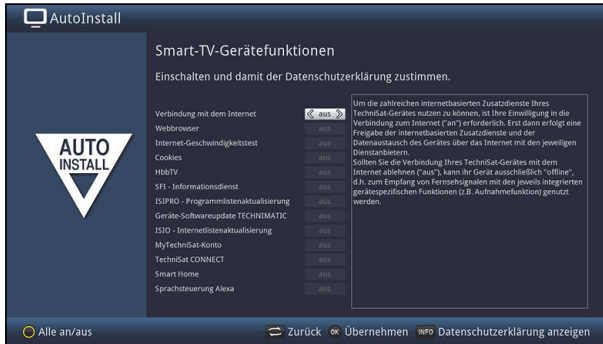 AutoInstall
Smart-TV-Gerätefunktionen
Einschalten und damit der Datenschutzerklärung zustimmen.
AUTO
INSTALL
Verbindung mit dem Internet aus
Webbrowser aus
Internet-Geschwindigkeitstest aus
Cookies aus
HbbTV aus
SFI - Informationsdienst aus
ISIPRO - Programmlistenaktualisierung aus
Geräte-Softwareupdate TECHNIMATIC aus
ISIO - Internetlistenaktualisierung aus
MyTechniSat-Konto aus
TechniSat CONNECT aus
Smart Home aus
Sprachsteuerung Alexa aus
Um die zahlreichen internetbasierten Zusatzdienste Ihres
TechniSat-Gerätes nutzen zu können, ist Ihre Einwilligung in die
Verbindung zum Internet ("an") erforderlich. Erst dann erfolgt eine
Freigabe der internetbasierten Zusatzdienste und der
Datenaustausch des Gerätes über das Internet mit den jeweiligen
Dienstanbietern.
Sollten Sie die Verbindung Ihres TechniSat-Gerätes mit dem
Internet ablehnen ("aus"), kann ihr Gerät ausschließlich "offline",
d.h. zum Empfang von Fernsehsignalen mit den jeweils integrierten
gerätespezifischen Funktionen (z.B. Aufnahmefunktion) genutzt
werden.
Alle an/aus
Zurück OK Übernehmen INFO Datenschutzerklärung anzeigen